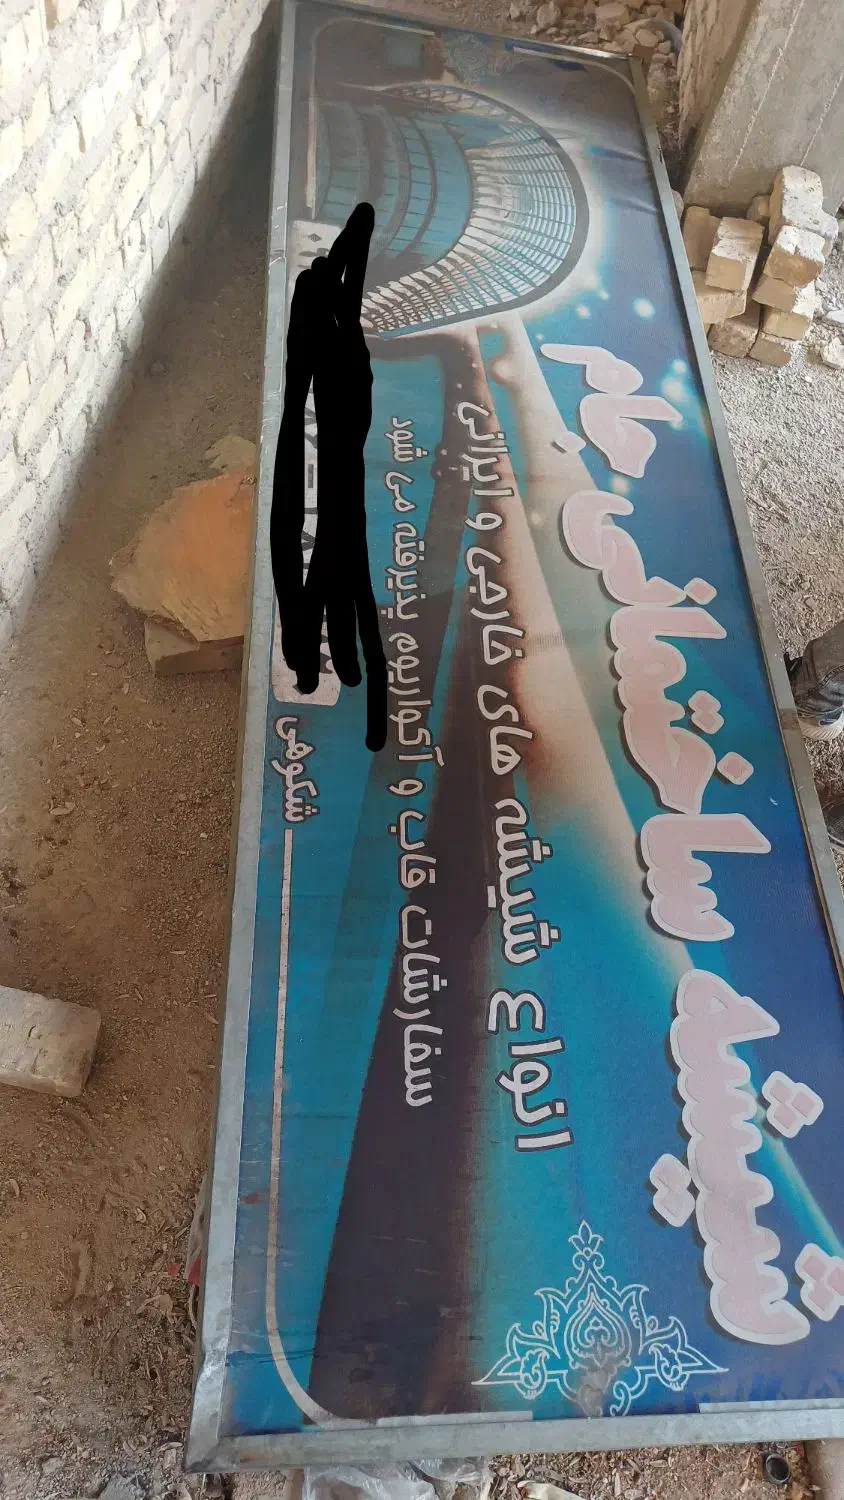 شیشه ساختمانی جام
انواع شیشه های خارجی و ایرانی
سفارشات قاب و آکواریوم پذیرفته می شود
شکوهی